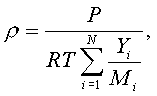 ρ = P / (RT ∑_{i=1}^{N} Y_i / M_i),